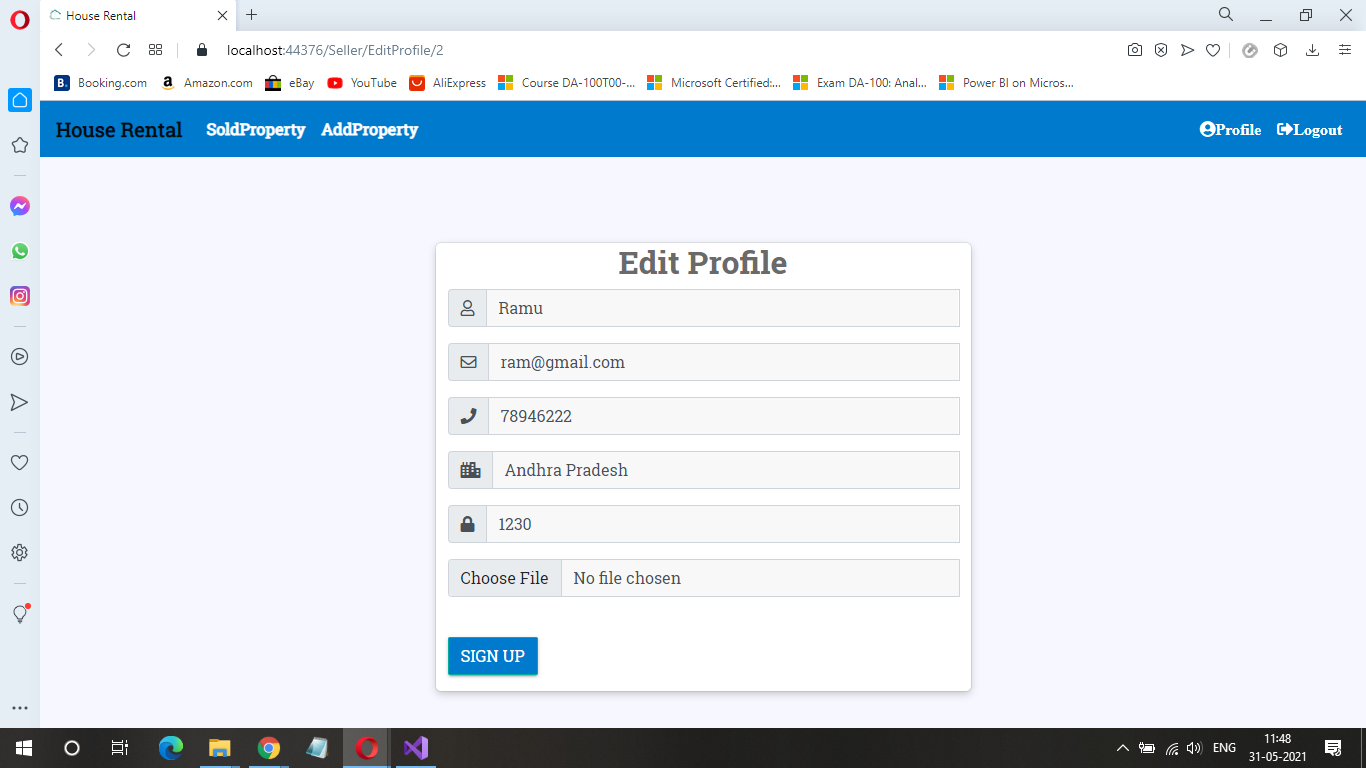 House Rental
localhost:44376/Seller/EditProfile/2
Booking.com Amazon.com eBay YouTube AliExpress Course DA-100T00-... Microsoft Certified:... Exam DA-100: Anal... Power BI on Micros...
House Rental SoldProperty AddProperty Profile Logout
Edit Profile
Ramu
ram@gmail.com
78946222
Andhra Pradesh
1230
Choose File No file chosen
SIGN UP
ENG 11:48
31-05-2021